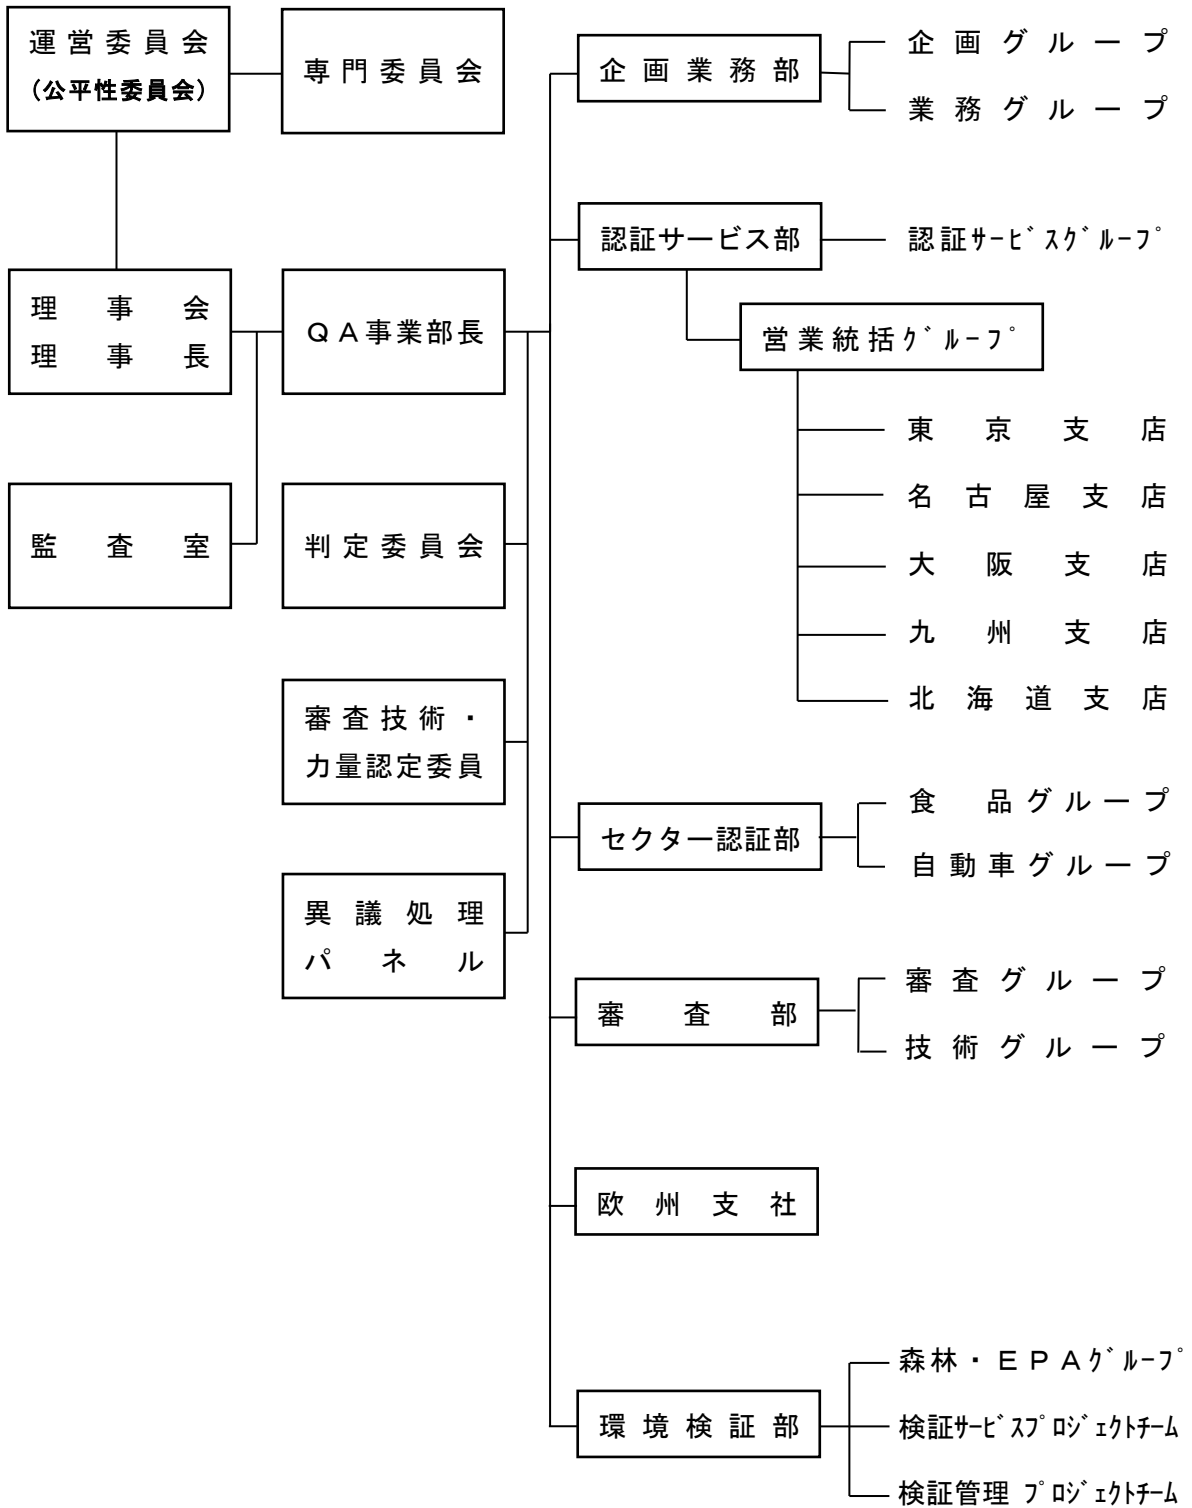 運営委員会
(公平性委員会)
専門委員会
理事会
理事長
QA事業部長
監査室
判定委員会
審査技術・
力量認定委員
異議処理
パネル
企画業務部
企画グループ
業務グループ
認証サービス部
認証ｻｰﾋﾞｽｸﾞﾙｰﾌﾟ
営業統括ｸﾞﾙｰﾌﾟ
東京支店
名古屋支店
大阪支店
九州支店
北海道支店
セクター認証部
食品グループ
自動車グループ
審査部
審査グループ
技術グループ
欧州支社
環境検証部
森林・ＥＰＡｸﾞﾙｰﾌﾟ
検証ｻｰﾋﾞｽﾌﾟﾛｼﾞｪｸﾄﾁｰﾑ
検証管理 ﾌﾟﾛｼﾞｪｸﾄﾁｰﾑ